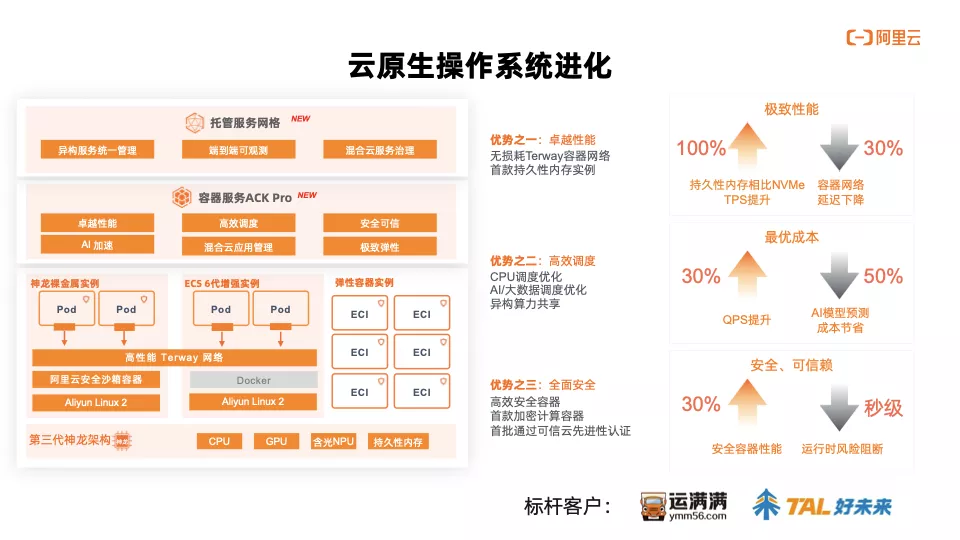 阿里云
云原生操作系统进化
托管服务网格 NEW
异构服务统一管理 端到端可观测 混合云服务治理
容器服务ACK Pro NEW
卓越性能 高效调度 安全可信
AI 加速 混合云应用管理 极致弹性
神龙裸金属实例 ECS 6代增强实例 弹性容器实例
Pod Pod Pod Pod
ECI ECI
ECI ECI
ECI ECI
高性能 Terway 网络
阿里云安全沙箱容器 Docker
Aliyun Linux 2 Aliyun Linux 2
第三代神龙架构 神龙 CPU GPU 含光NPU 持久性内存
优势之一：卓越性能
无损耗Terway容器网络
首款持久性内存实例
优势之二：高效调度
CPU调度优化
AI/大数据调度优化
异构算力共享
优势之三：全面安全
高效安全容器
首款加密计算容器
首批通过可信云先进性认证
极致性能
100% 30%
持久性内存相比NVMe
TPS提升
容器网络
延迟下降
最优成本
30% 50%
QPS提升
AI模型预测
成本节省
安全、可信赖
30% 秒级
安全容器性能 运行时风险阻断
标杆客户：
运满满
ymm56.com
TAL 好未来